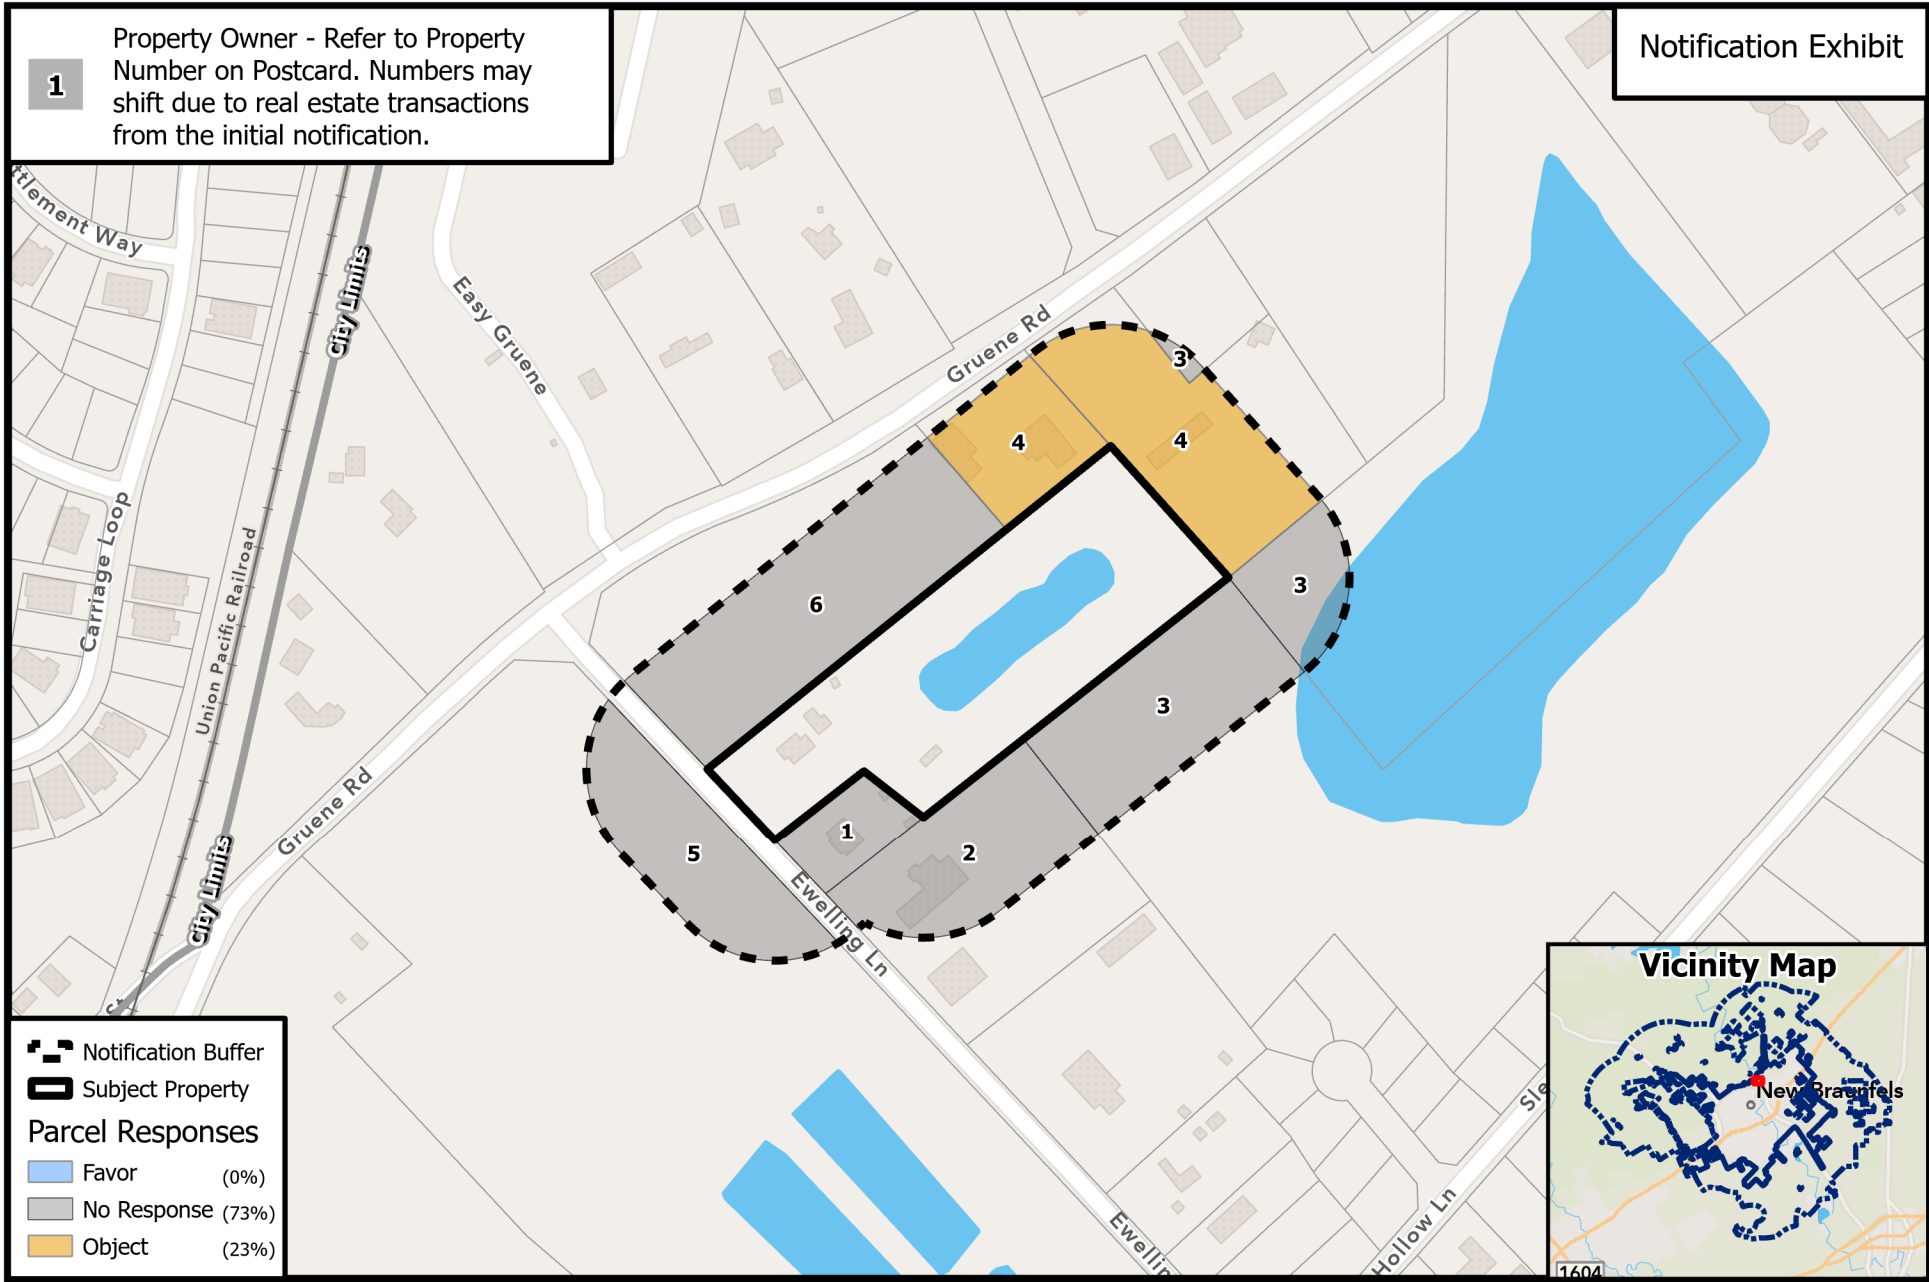 1
Property Owner - Refer to Property
Number on Postcard. Numbers may
shift due to real estate transactions
from the initial notification.
Notification Exhibit
ttlement Way
City Limits
Easy Gruene
Gruene Rd
3
4
4
Carriage Loop
Union Pacific Railroad
6
3
3
Gruene Rd
1
2
5
City Limits
Ewelling Ln
St
Sle
Hollow Ln
Ewellin
Notification Buffer
Subject Property
Parcel Responses
Favor (0%)
No Response (73%)
Object (23%)
Vicinity Map
New Braunfels
1604